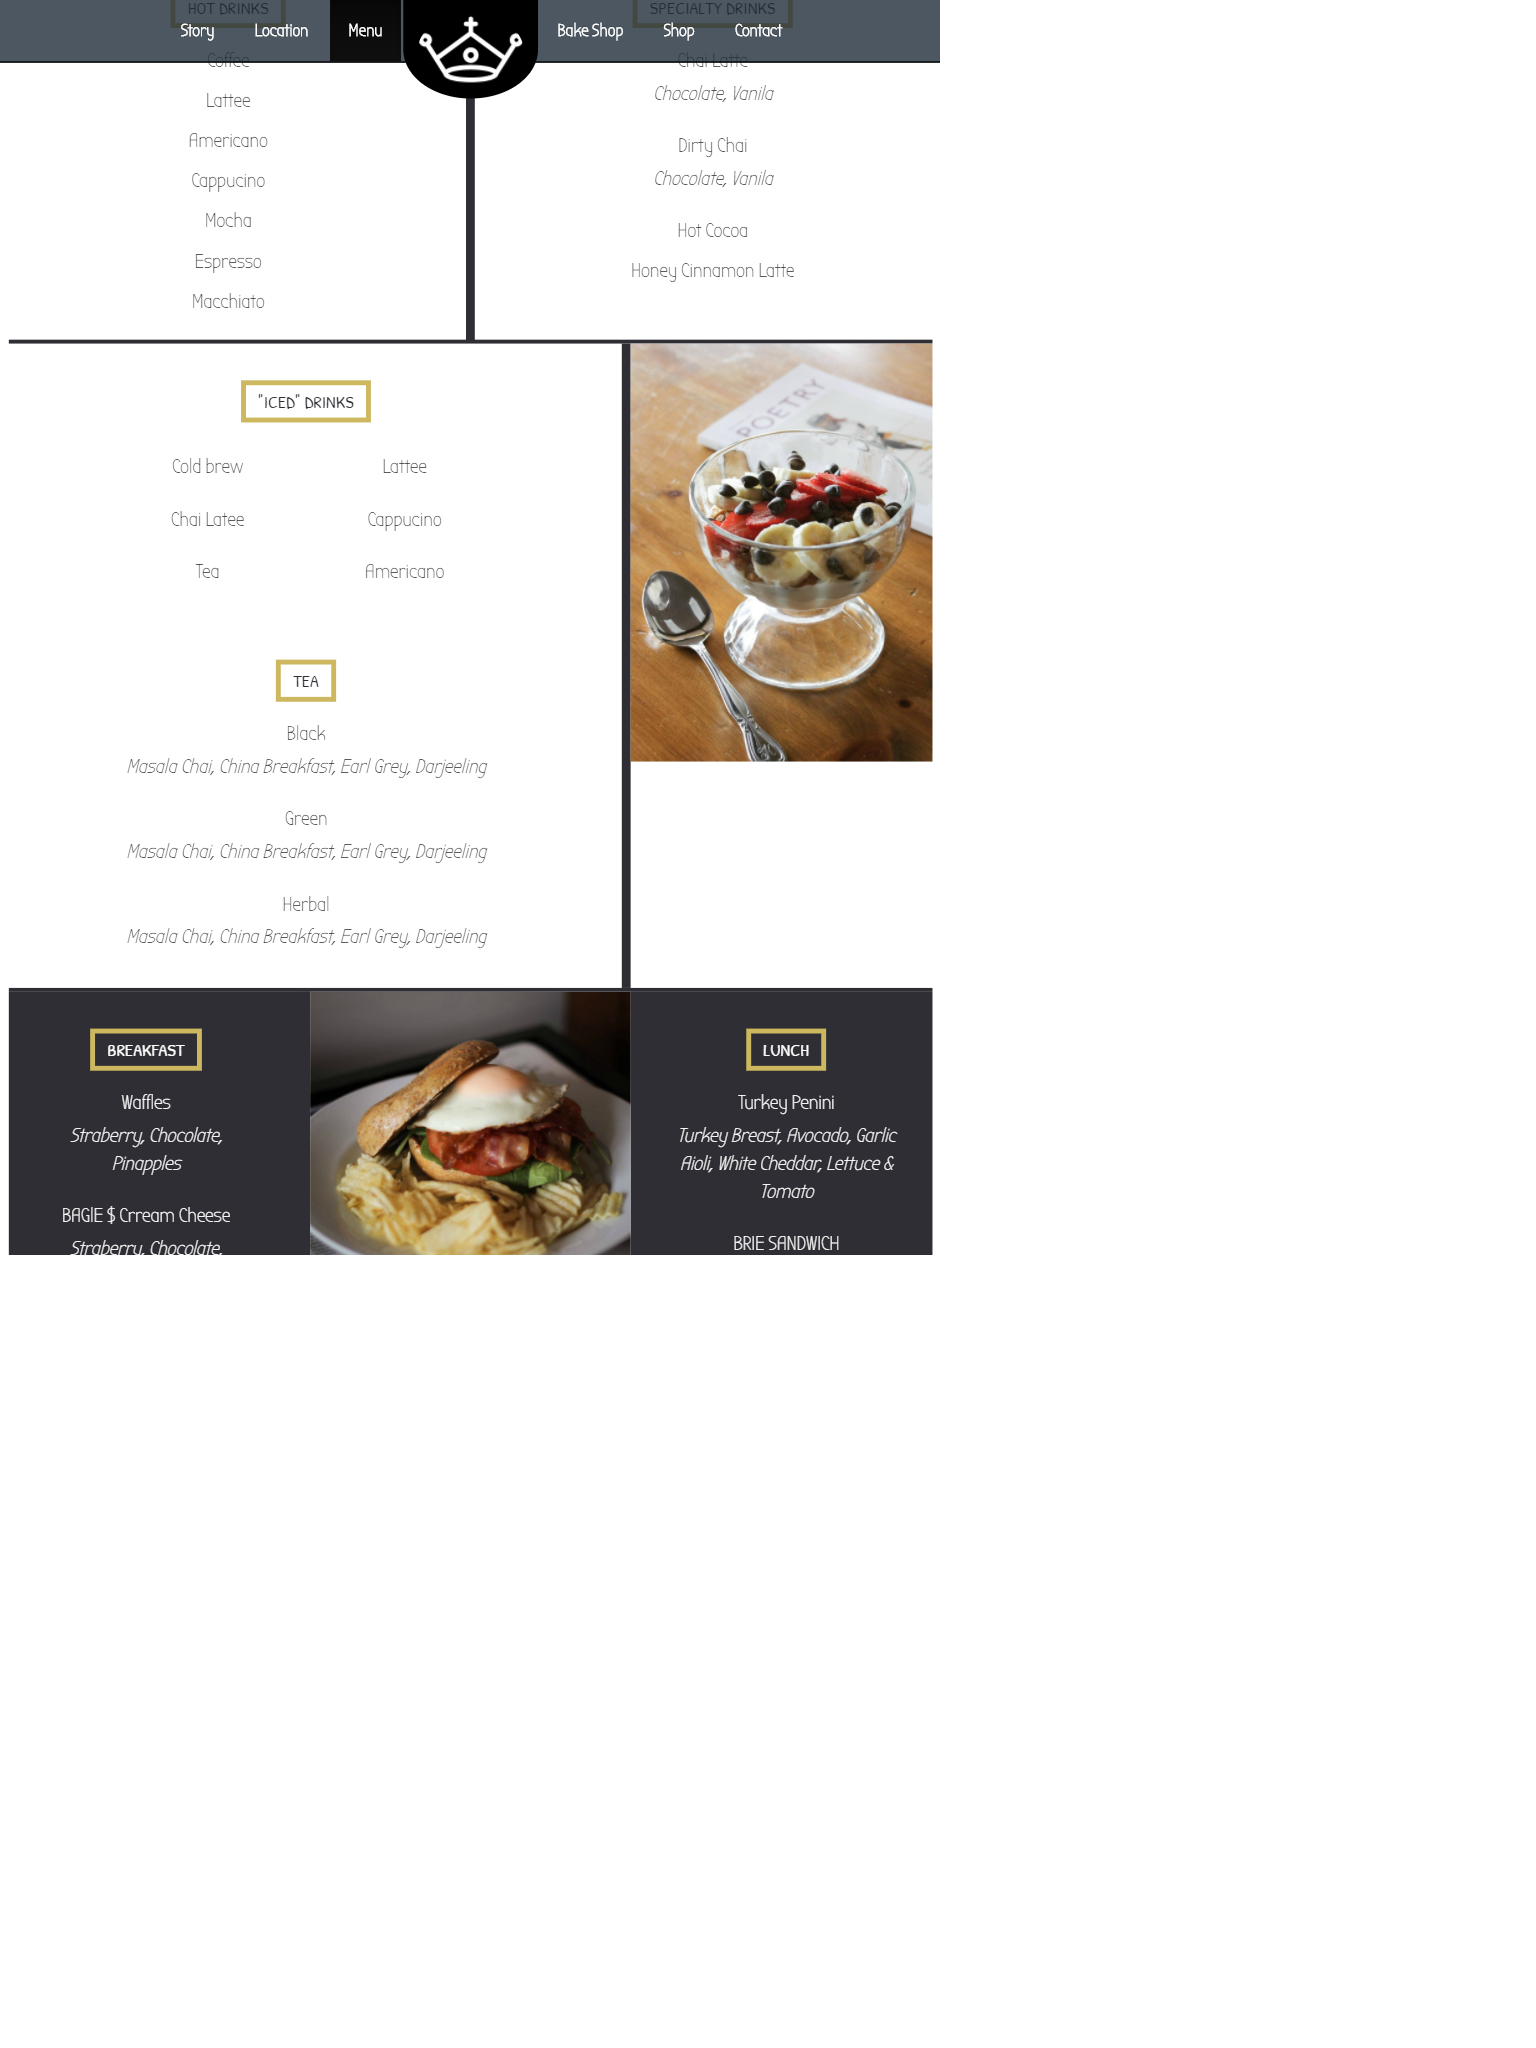 HOT DRINKS
SPECIALTY DRINKS
Story
Location
Menu
Bake Shop
Shop
Contact
Coffee
Lattee
Americano
Cappucino
Mocha
Espresso
Macchiato
Chai Latte
Chocolate, Vanila
Dirty Chai
Chocolate, Vanila
Hot Cocoa
Honey Cinnamon Latte
"ICED" DRINKS
Cold brew
Lattee
Chai Latee
Cappucino
Tea
Americano
POETRY
TEA
Black
Masala Chai, China Breakfast, Earl Grey, Darjeeling
Green
Masala Chai, China Breakfast, Earl Grey, Darjeeling
Herbal
Masala Chai, China Breakfast, Earl Grey, Darjeeling
BREAKFAST
Waffles
Straberry, Chocolate,
Pinapples
BAGlE $ Crream Cheese
Straberry, Chocolate,
LUNCH
Turkey Penini
Turkey Breast, Avocado, Garlic
Aioli, White Cheddar, Lettuce &
Tomato
BRIE SANDWICH